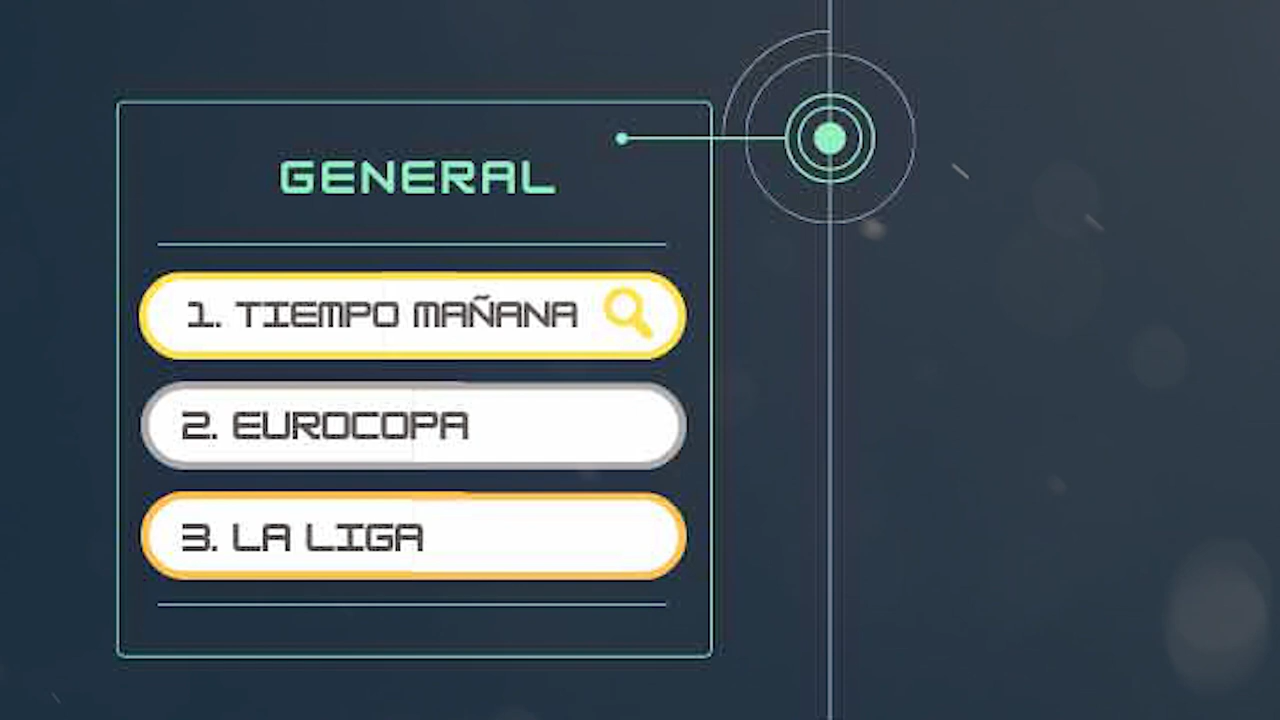 GENERAL
1. TIEMPO MAÑANA
2. EUROCOPA
3. LA LIGA